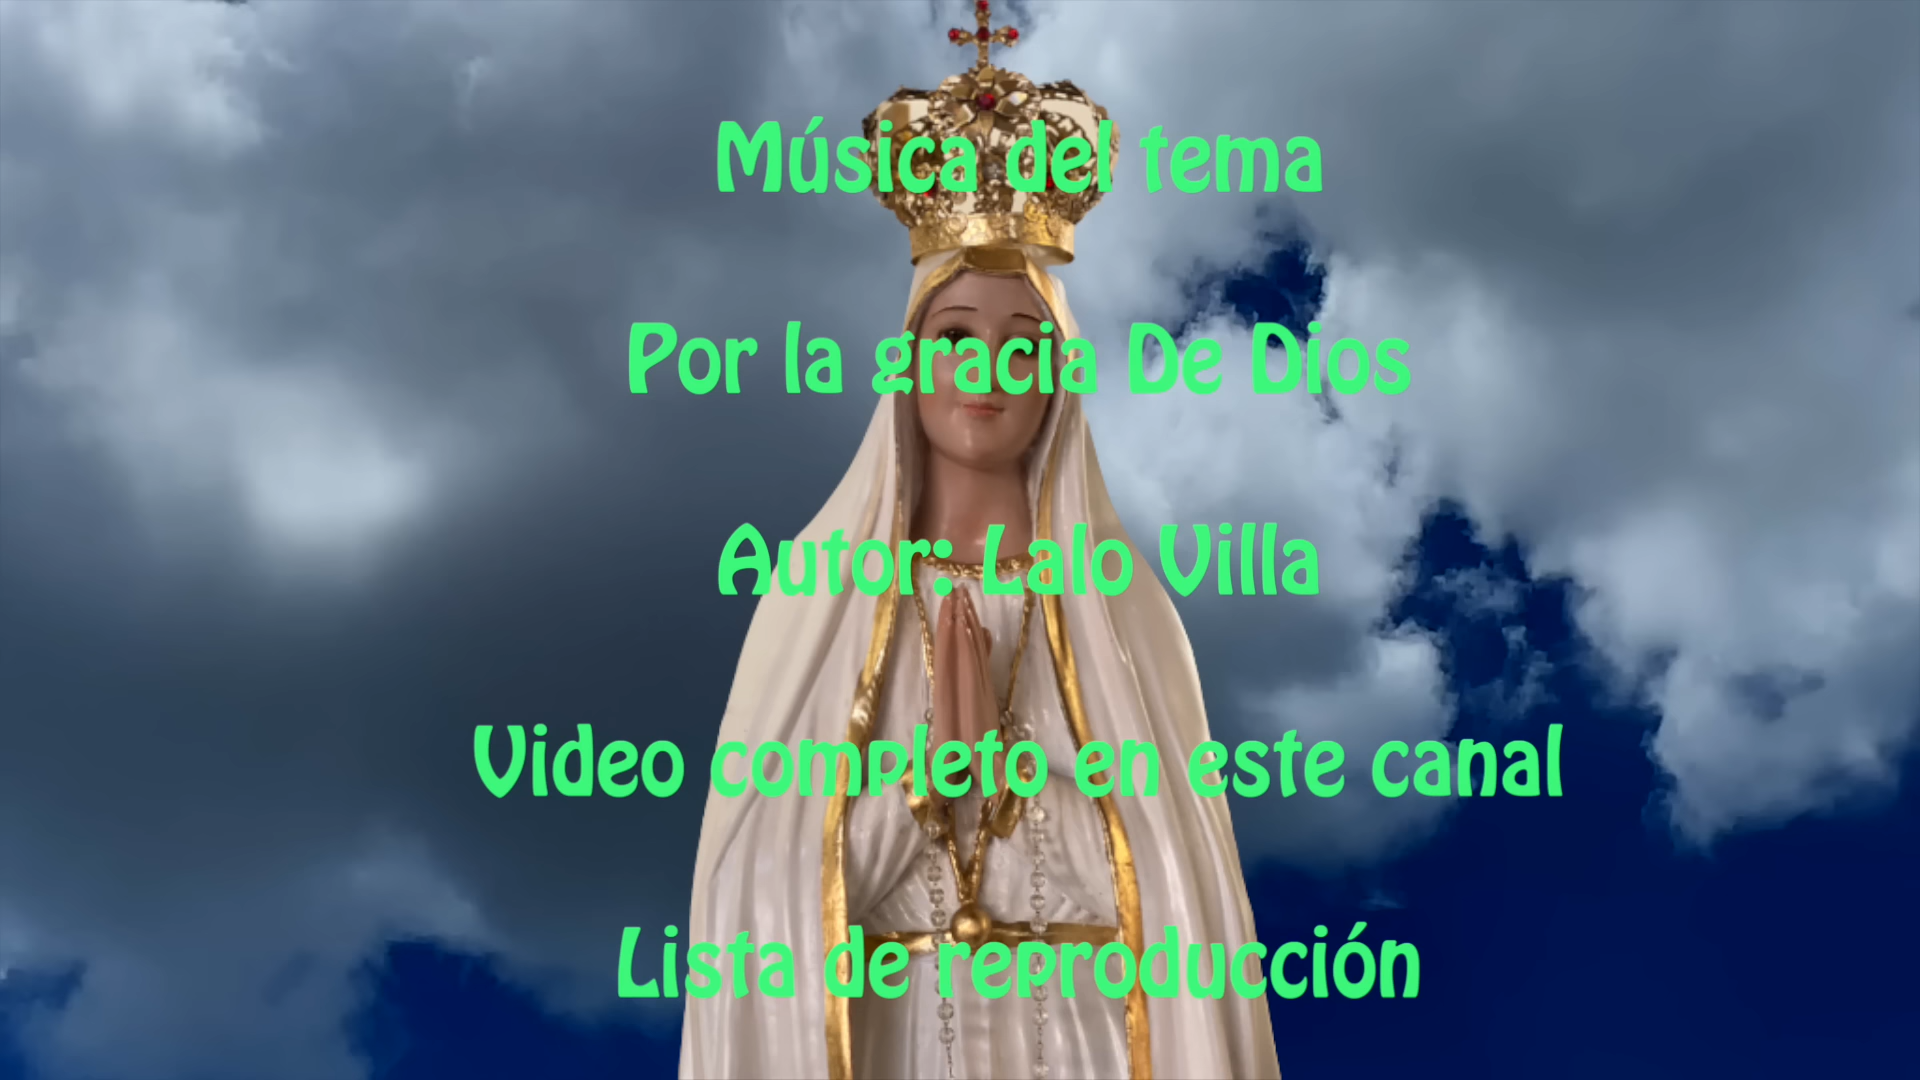 Música del tema
Por la gracia De Dios
Autor: Lalo Villa
Video completo en este canal
Lista de reproducción